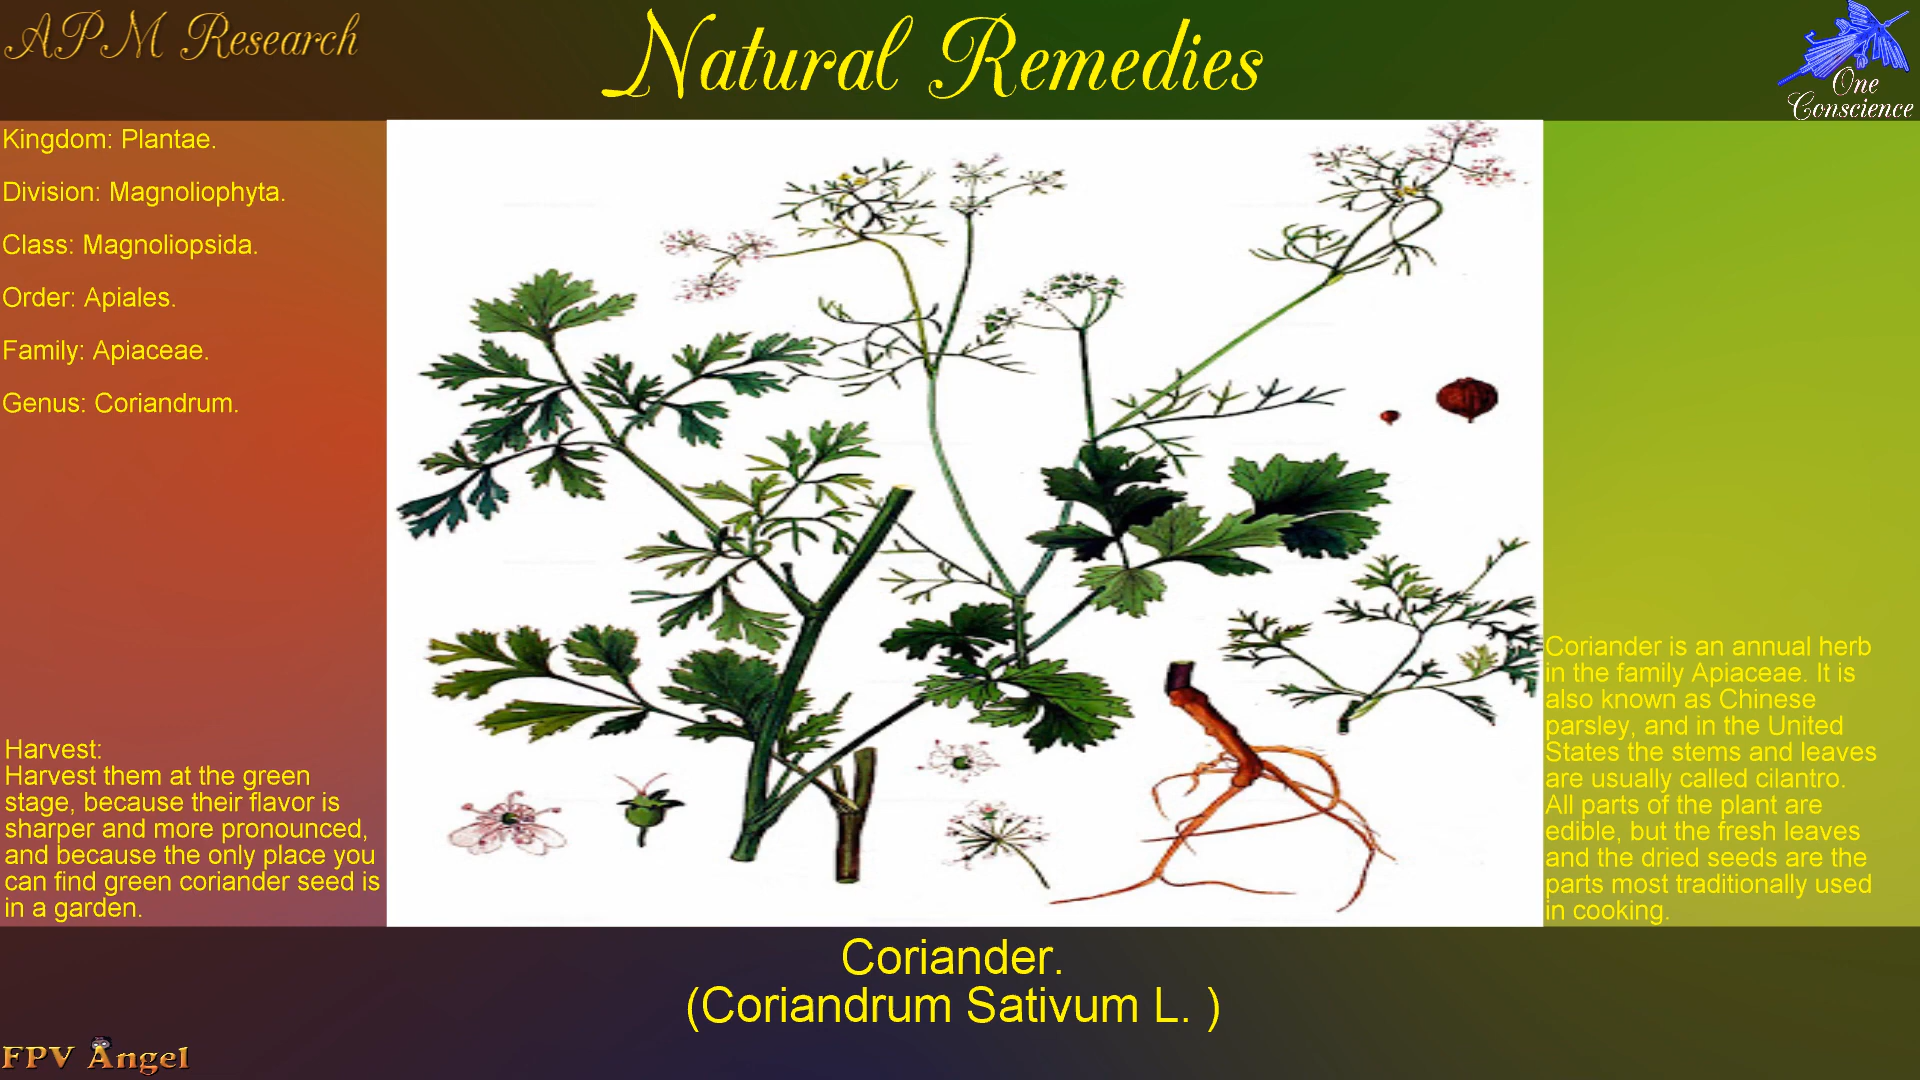 APM Research
Natural Remedies
One
Conscience
Kingdom: Plantae.
Division: Magnoliophyta.
Class: Magnoliopsida.
Order: Apiales.
Family: Apiaceae.
Genus: Coriandrum.
Harvest:
Harvest them at the green
stage, because their flavor is
sharper and more pronounced,
and because the only place you
can find green coriander seed is
in a garden.
Coriander is an annual herb
in the family Apiaceae. It is
also known as Chinese
parsley, and in the United
States the stems and leaves
are usually called cilantro.
All parts of the plant are
edible, but the fresh leaves
and the dried seeds are the
parts most traditionally used
in cooking.
Coriander.
(Coriandrum Sativum L. )
FPV Angel